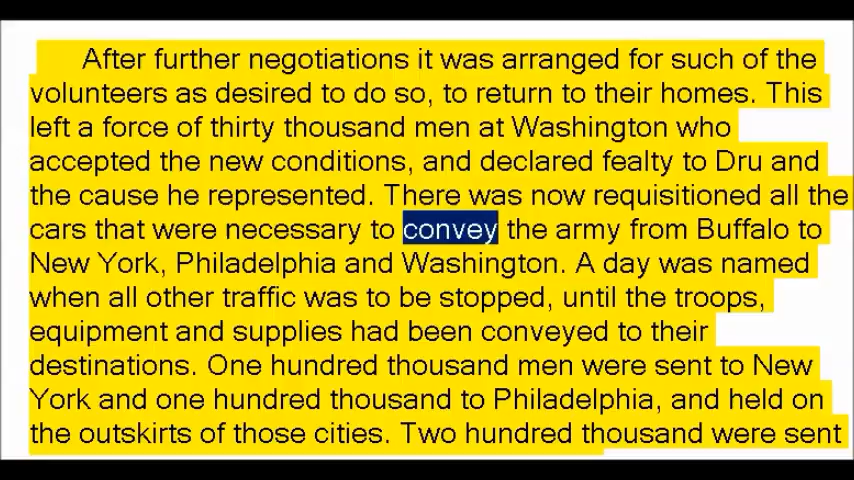 After further negotiations it was arranged for such of the
volunteers as desired to do so, to return to their homes. This
left a force of thirty thousand men at Washington who
accepted the new conditions, and declared fealty to Dru and
the cause he represented. There was now requisitioned all the
cars that were necessary to convey the army from Buffalo to
New York, Philadelphia and Washington. A day was named
when all other traffic was to be stopped, until the troops,
equipment and supplies had been conveyed to their
destinations. One hundred thousand men were sent to New
York and one hundred thousand to Philadelphia, and held on
the outskirts of those cities. Two hundred thousand were sent